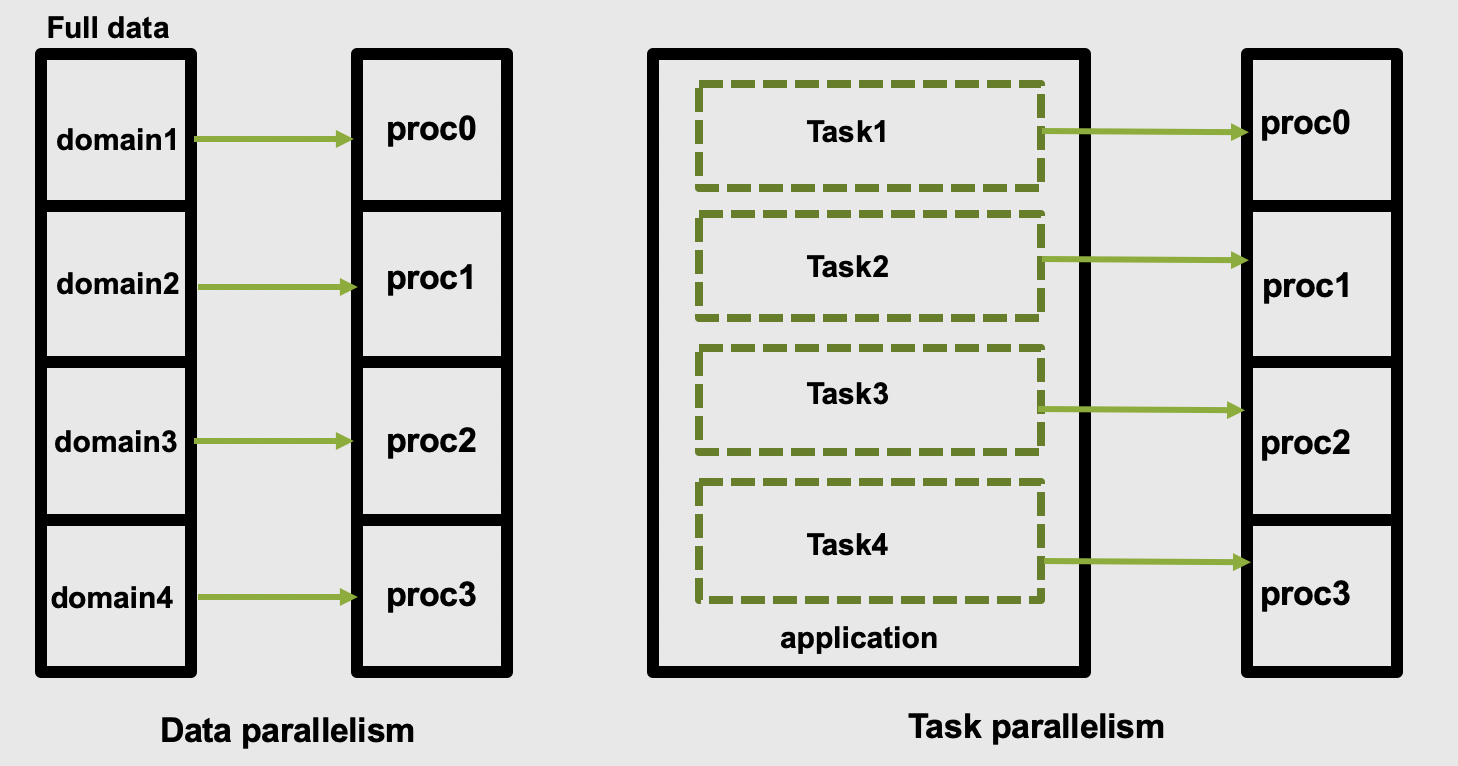 Full data
domain1
proc0
domain2
proc1
domain3
proc2
domain4
proc3
Data parallelism
Task1
proc0
Task2
proc1
Task3
proc2
Task4
proc3
application
Task parallelism